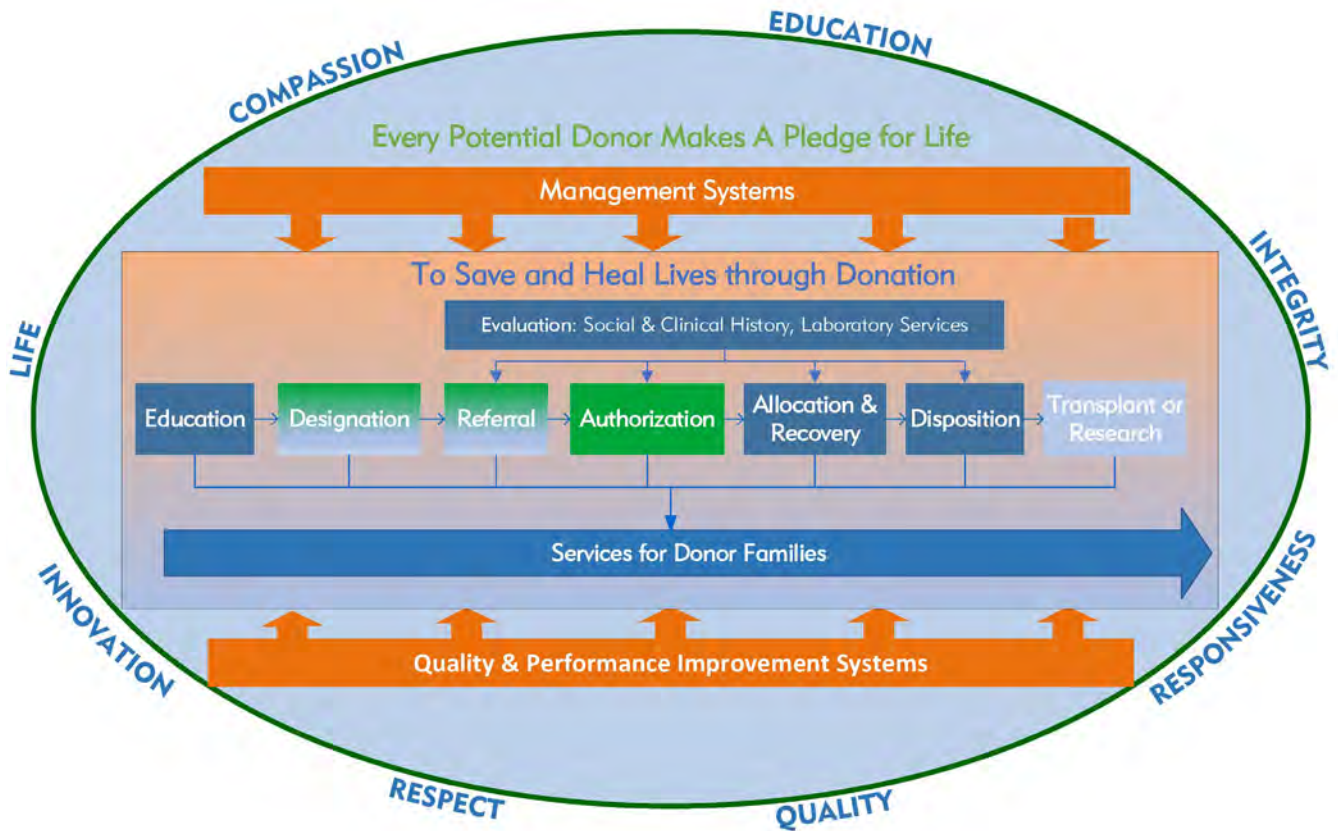 EDUCATION
COMPASSION
Every Potential Donor Makes A Pledge for Life
Management Systems
INTEGRITY
To Save and Heal Lives through Donation
Evaluation: Social & Clinical History, Laboratory Services
LIFE
Education
Designation
Referral
Authorization
Allocation &
Recovery
Disposition
Transplant or
Research
Services for Donor Families
INNOVATION
RESPONSIVENESS
Quality & Performance Improvement Systems
RESPECT
QUALITY